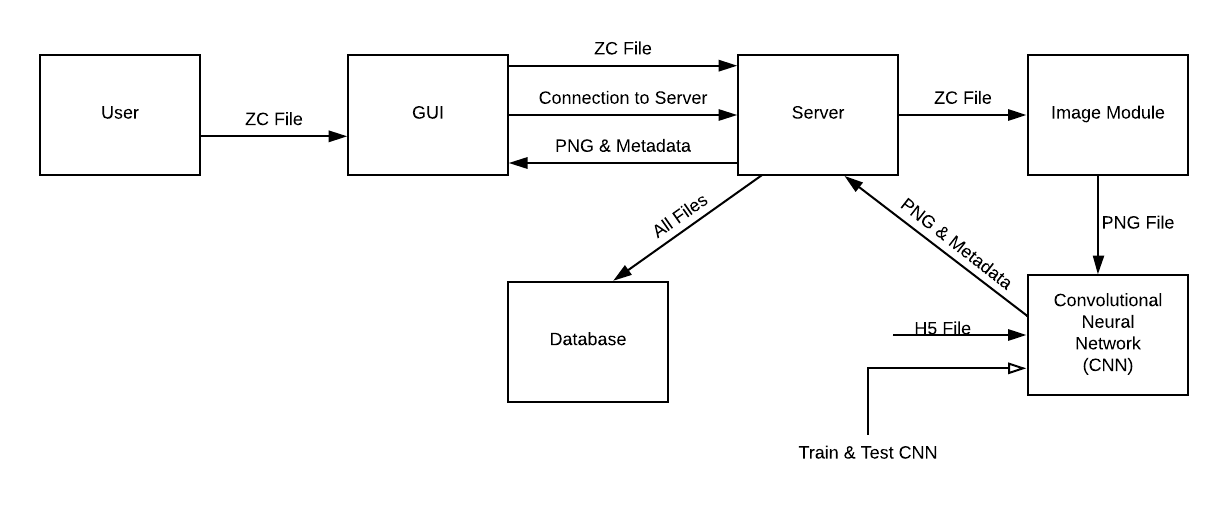 ZC File
User
GUI
Server
Image Module
ZC File
Connection to Server
ZC File
PNG & Metadata
All Files
PNG & Metadata
PNG File
Database
Convolutional
Neural
Network
(CNN)
H5 File
Train & Test CNN